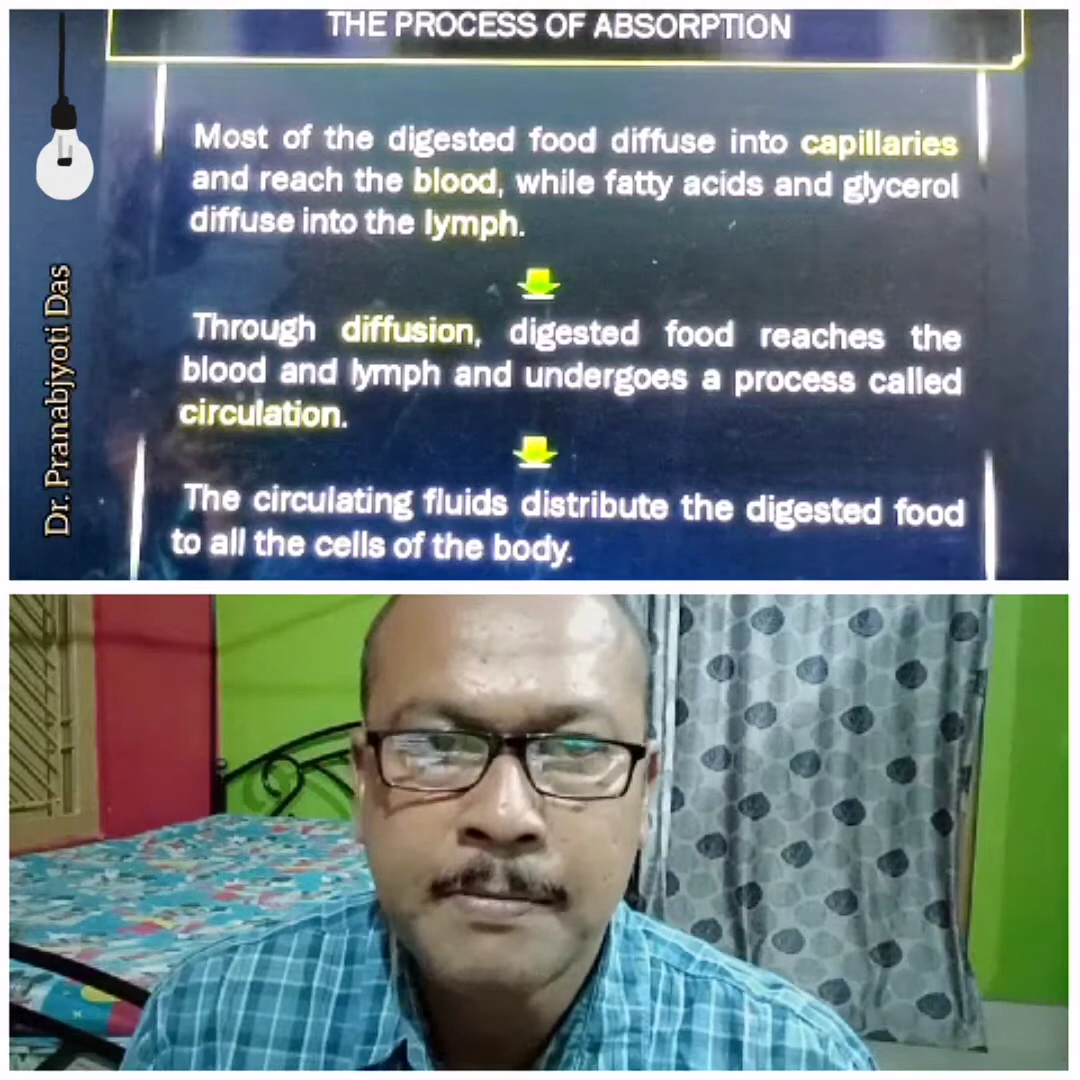 THE PROCESS OF ABSORPTION
Most of the digested food diffuse into capillaries
and reach the blood, while fatty acids and glycerol
diffuse into the lymph.
Through diffusion, digested food reaches the
blood and lymph and undergoes a process called
circulation.
The circulating fluids distribute the digested food
to all the cells of the body.
Dr. Pranabjyoti Das